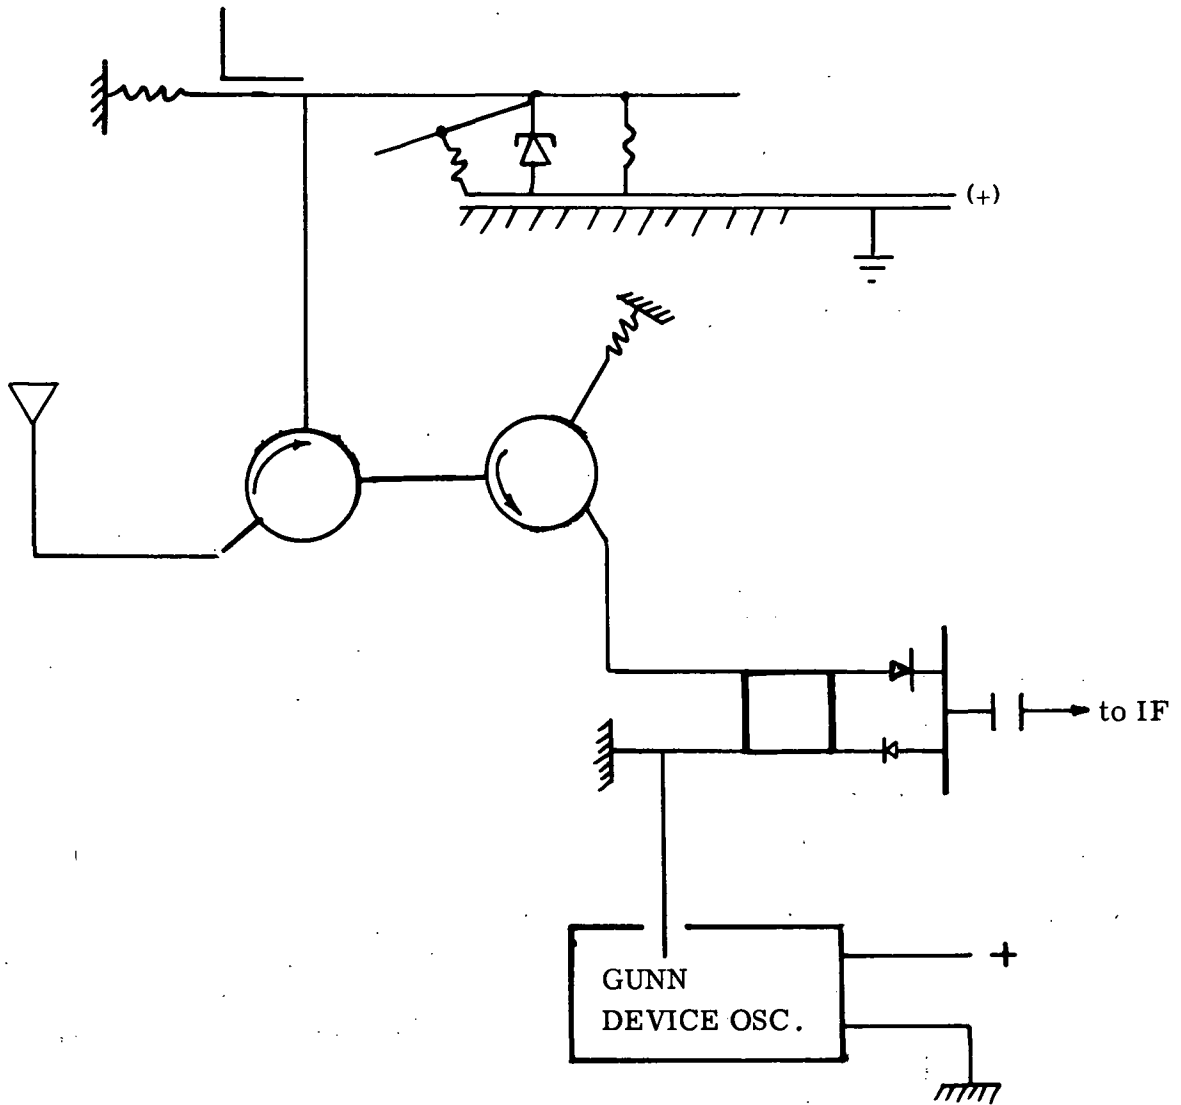 (+)
to IF
+
GUNN
DEVICE OSC.